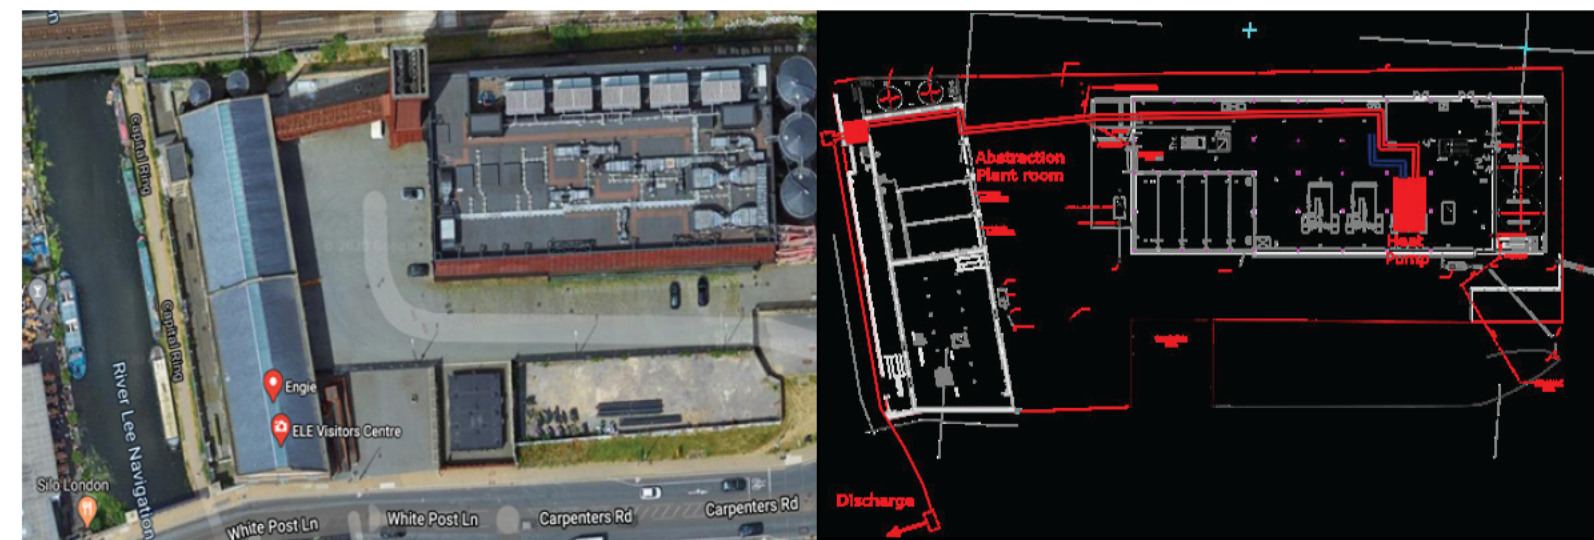 Capital Ring
Capital Ring
River Lee Navigation
Engie
ELE Visitors Centre
Silo London
White Post Ln
White Post Ln
Carpenters Rd
Carpenters Rd
Abstraction
Plant room
Heat
Pump
Discharge